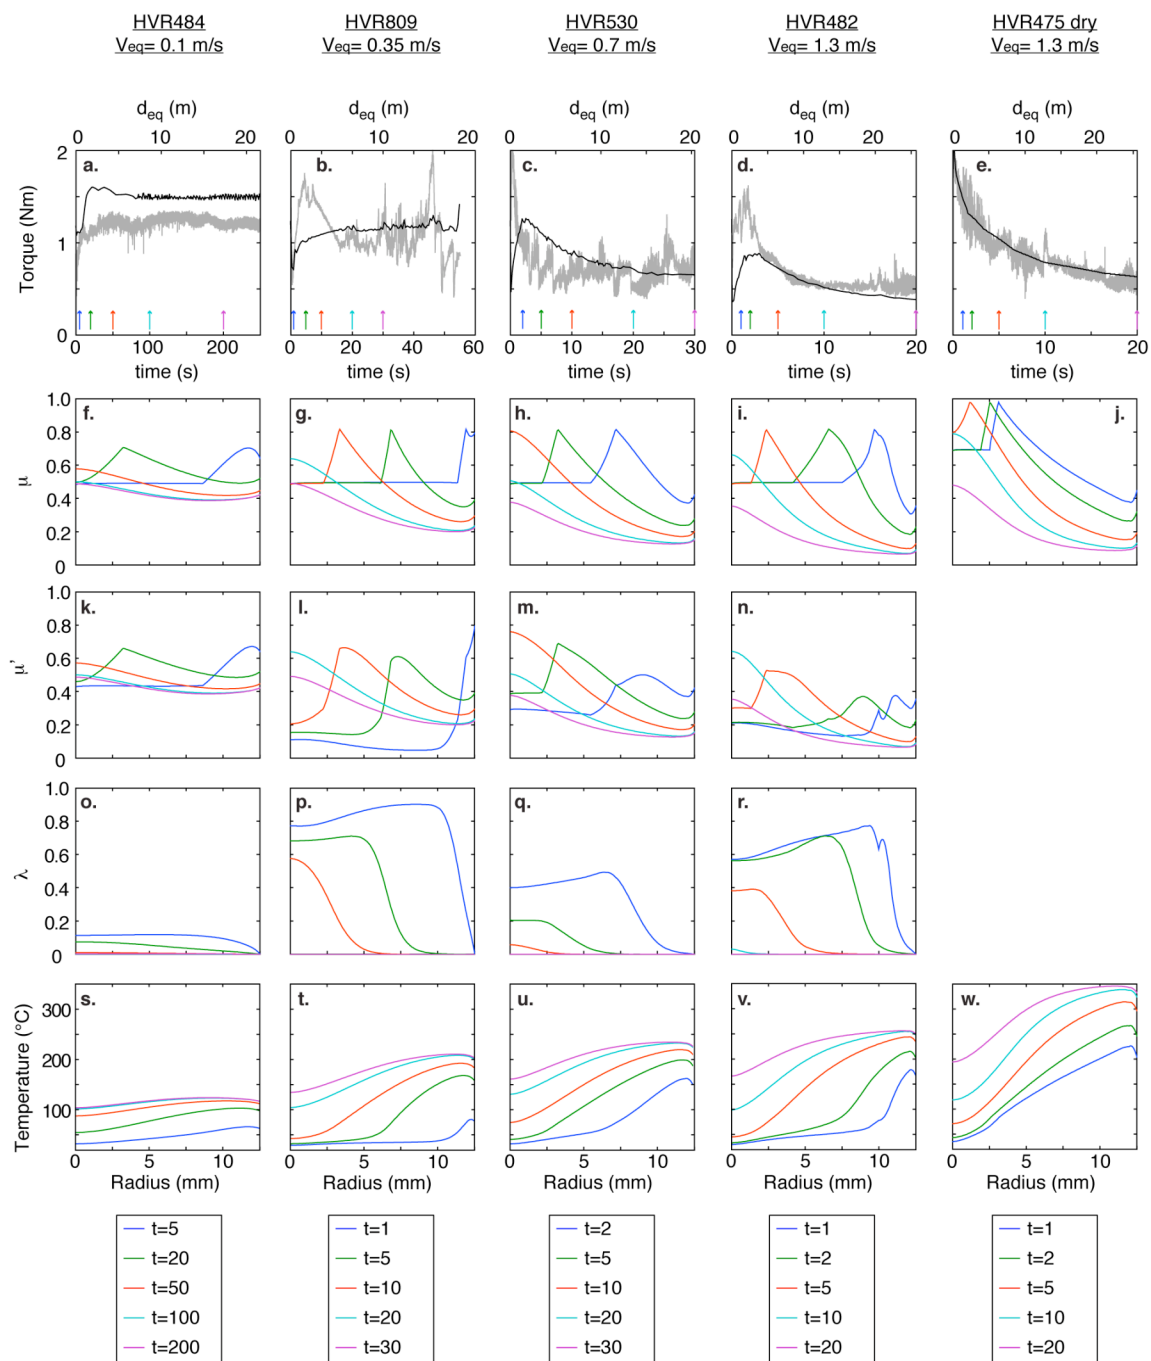 HVR484 HVR809 HVR530 HVR482 HVR475 dry
Veq= 0.1 m/s Veq= 0.35 m/s Veq= 0.7 m/s Veq= 1.3 m/s Veq= 1.3 m/s
deq (m) deq (m) deq (m) deq (m) deq (m)
0 10 20 0 10 20 0 10 20 0 10 20 0 10 20
2 a. b. c. d. e.
1
0
Torque (Nm)
0 100 200 0 20 40 60 0 10 20 30 0 10 20 0 10 20
time (s) time (s) time (s) time (s) time (s)
1.0 f. g. h. i. j.
0.8
0.6
0.4
0.2
0
μ
1.0 k. l. m. n.
0.8
0.6
0.4
0.2
0
μ'
1.0 o. p. q. r.
0.8
0.6
0.4
0.2
0
λ
s. t. u. v. w.
300
200
100
Temperature (°C)
0 5 10 0 5 10 0 5 10 0 5 10 0 5 10
Radius (mm) Radius (mm) Radius (mm) Radius (mm) Radius (mm)
t=5 t=1 t=2 t=1 t=1
t=20 t=5 t=5 t=2 t=2
t=50 t=10 t=10 t=5 t=5
t=100 t=20 t=20 t=10 t=10
t=200 t=30 t=30 t=20 t=20